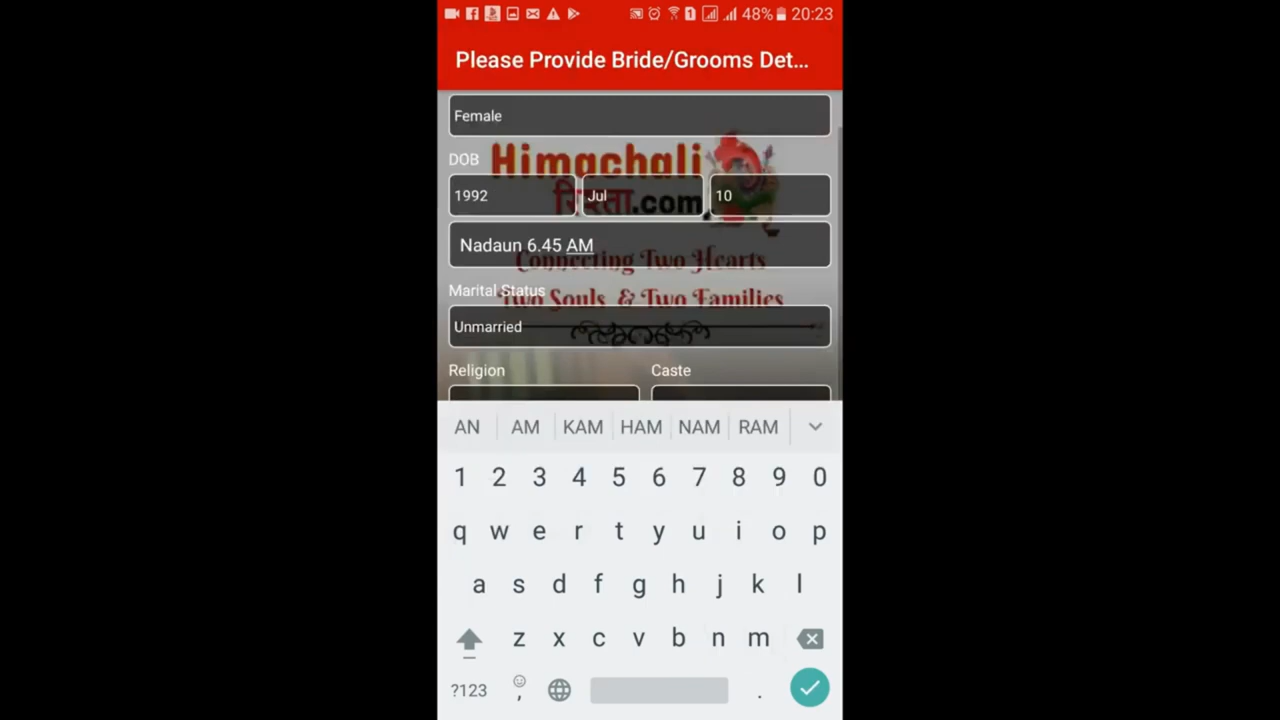 48% 20:23
Please Provide Bride/Grooms Det...
Female
DOB
Himachali
1992 Jul 10
रिश्ता.com
Nadaun 6.45 AM
Connecting Two Hearts
Marital Status
Two Souls & Two Families
Unmarried
Religion Caste
AN AM KAM HAM NAM RAM
1 2 3 4 5 6 7 8 9 0
q w e r t y u i o p
a s d f g h j k l
z x c v b n m
?123 , .